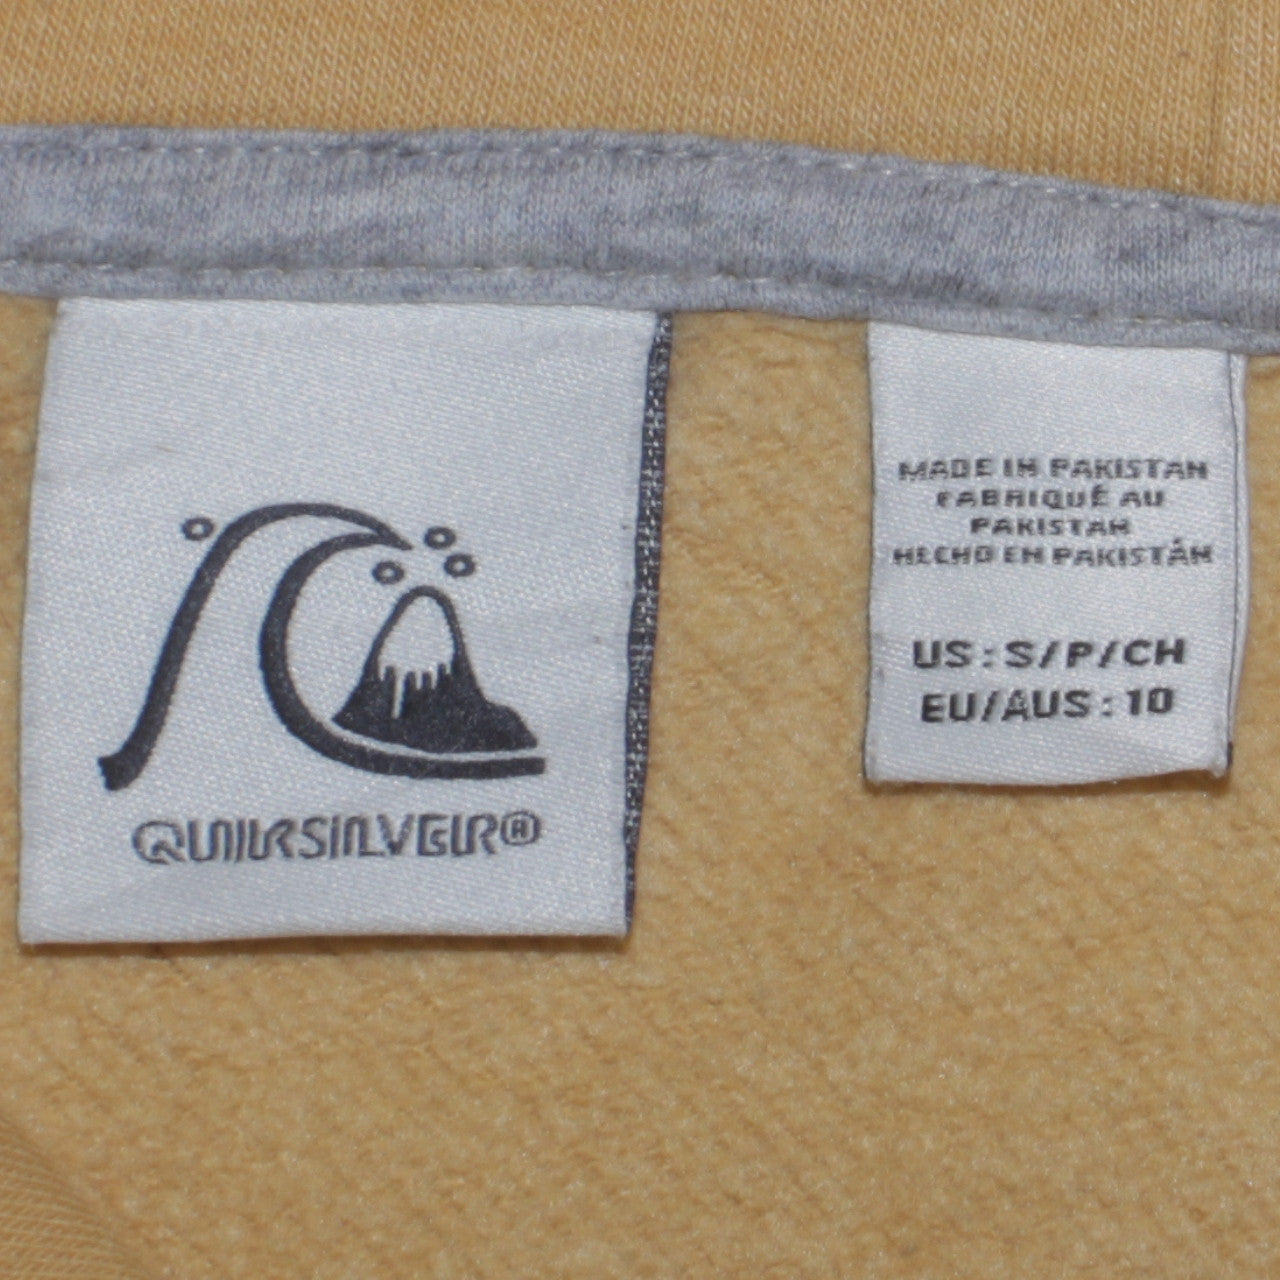 QUIKSILVER®
MADE IN PAKISTAN
FABRIQUÉ AU
PAKISTAN
HECHO EN PAKISTÁN
US : S/P/CH
EU/AUS : 10